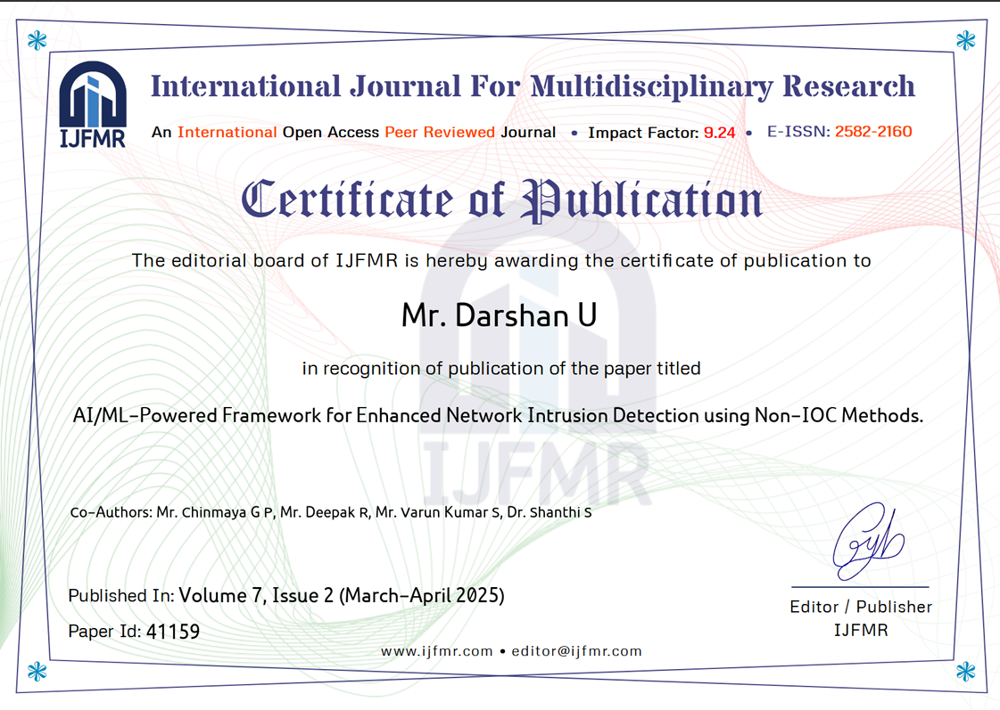 International Journal For Multidisciplinary Research
IJFMR
An International Open Access Peer Reviewed Journal • Impact Factor: 9.24 • E-ISSN: 2582-2160
Certificate of Publication
The editorial board of IJFMR is hereby awarding the certificate of publication to
Mr. Darshan U
in recognition of publication of the paper titled
AI/ML-Powered Framework for Enhanced Network Intrusion Detection using Non-IOC Methods.
IJFMR
Co-Authors: Mr. Chinmaya G P, Mr. Deepak R, Mr. Varun Kumar S, Dr. Shanthi S
Published In: Volume 7, Issue 2 (March-April 2025)
Paper Id: 41159
Editor / Publisher
IJFMR
www.ijfmr.com • editor@ijfmr.com